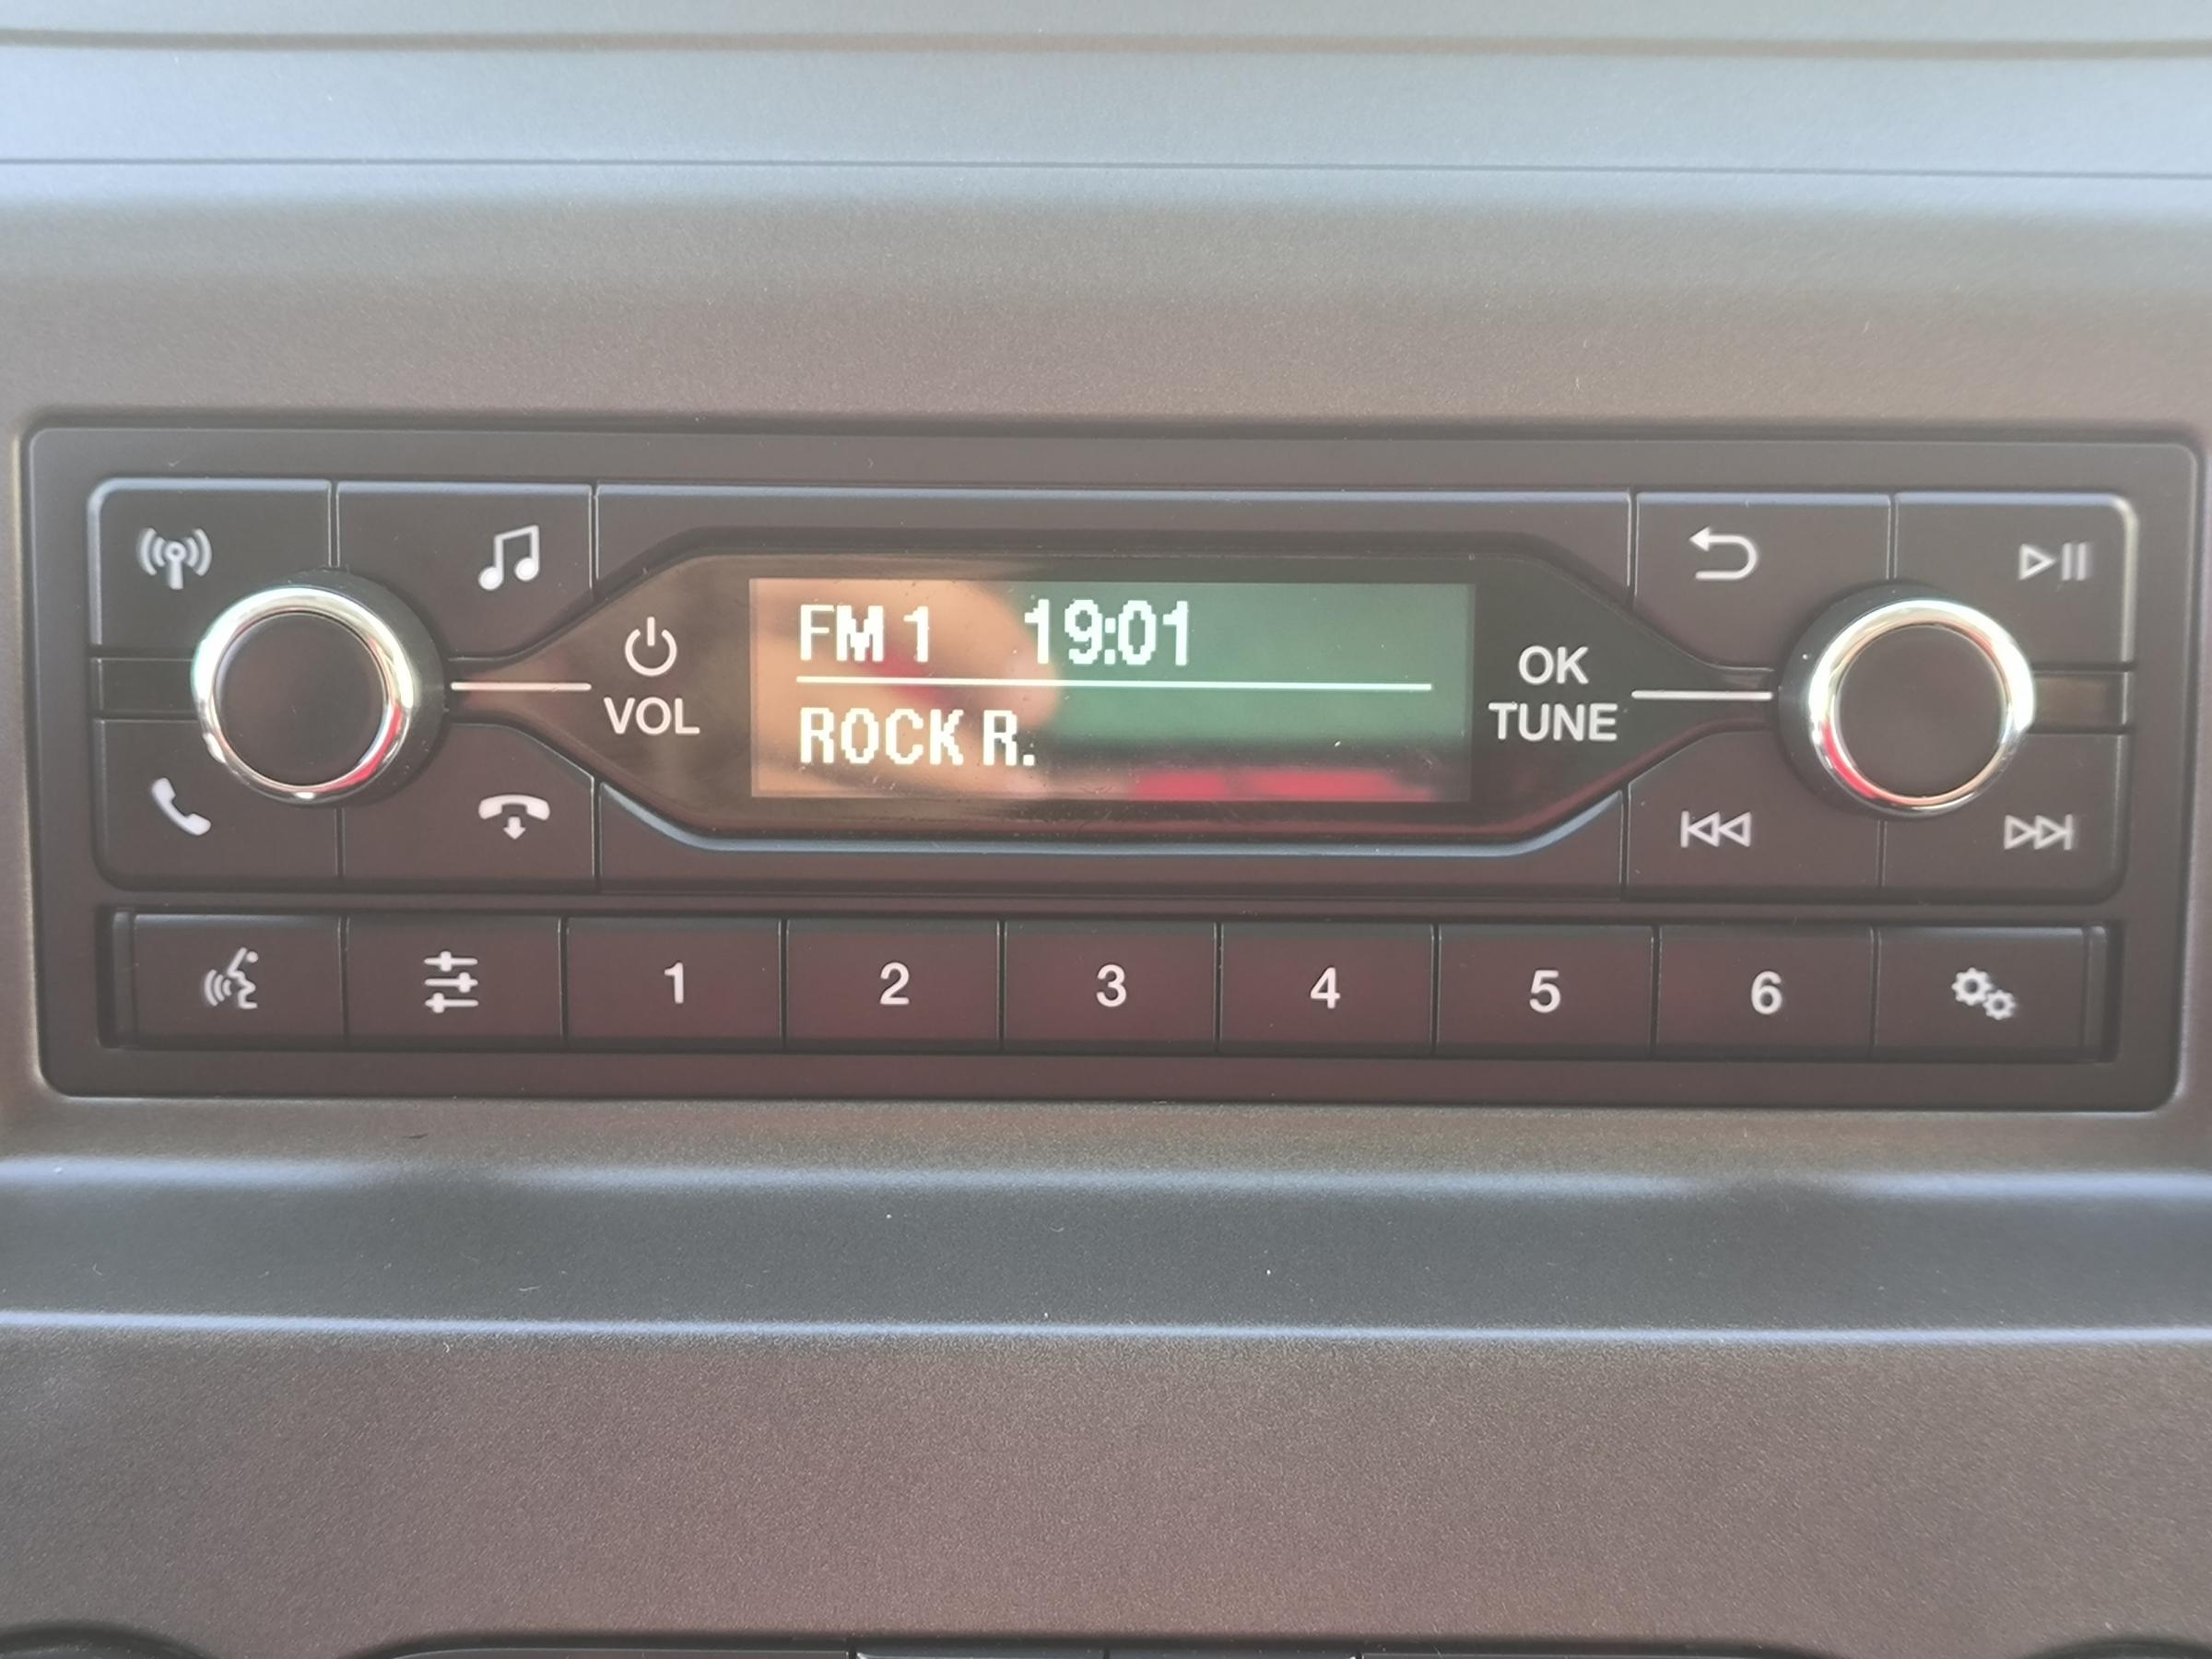 FM 1 19:01
VOL
OK
TUNE
ROCK R.
1 2 3 4 5 6